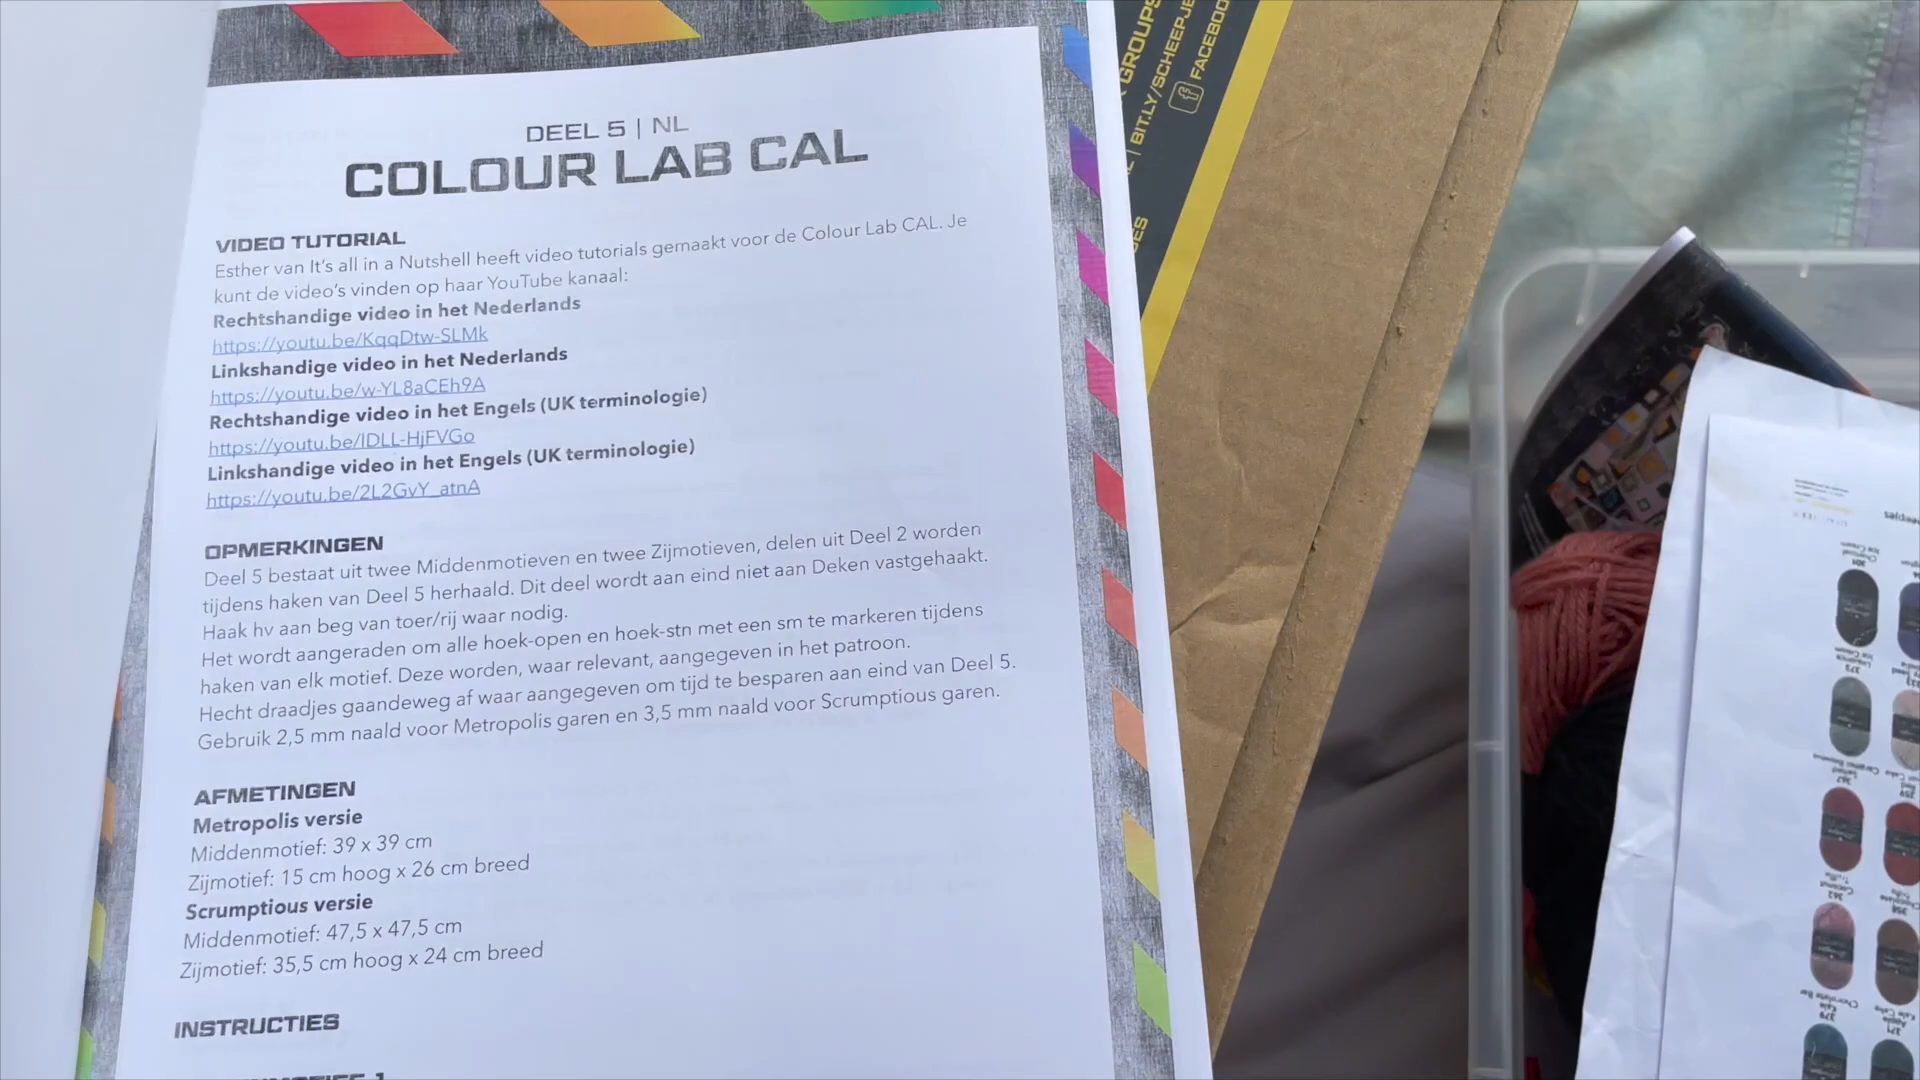 DEEL 5 | NL
COLOUR LAB CAL
VIDEO TUTORIAL
Esther van It's all in a Nutshell heeft video tutorials gemaakt voor de Colour Lab CAL. Je
kunt de video's vinden op haar YouTube kanaal:
Rechtshandige video in het Nederlands
https://youtu.be/KqqDtw-SLMk
Linkshandige video in het Nederlands
https://youtu.be/w-YL8aCEh9A
Rechtshandige video in het Engels (UK terminologie)
https://youtu.be/IDLL-HjFVGo
Linkshandige video in het Engels (UK terminologie)
https://youtu.be/2L2GvY_atnA
OPMERKINGEN
Deel 5 bestaat uit twee Middenmotieven en twee Zijmotieven, delen uit Deel 2 worden
tijdens haken van Deel 5 herhaald. Dit deel wordt aan eind niet aan Deken vastgehaakt.
Haak hv aan beg van toer/rij waar nodig.
Het wordt aangeraden om alle hoek-open en hoek-stn met een sm te markeren tijdens
haken van elk motief. Deze worden, waar relevant, aangegeven in het patroon.
Hecht draadjes gaandeweg af waar aangegeven om tijd te besparen aan eind van Deel 5.
Gebruik 2,5 mm naald voor Metropolis garen en 3,5 mm naald voor Scrumptious garen.
AFMETINGEN
Metropolis versie
Middenmotief: 39 x 39 cm
Zijmotief: 15 cm hoog x 26 cm breed
Scrumptious versie
Middenmotief: 47,5 x 47,5 cm
Zijmotief: 35,5 cm hoog x 24 cm breed
INSTRUCTIES
GROUPS
BIT.LY/SCHEEPJE
FACEBOO